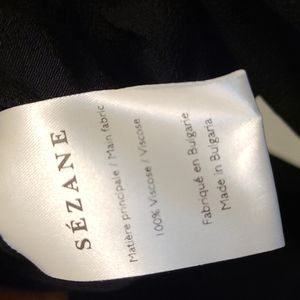 SÉZANE
Matière principale / Main fabric
100% Viscose / Viscose
Fabriqué en Bulgarie
Made In Bulgaria